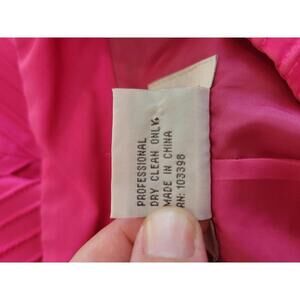 PROFESSIONAL
DRY CLEAN ONLY.
MADE IN CHINA
RN: 103398